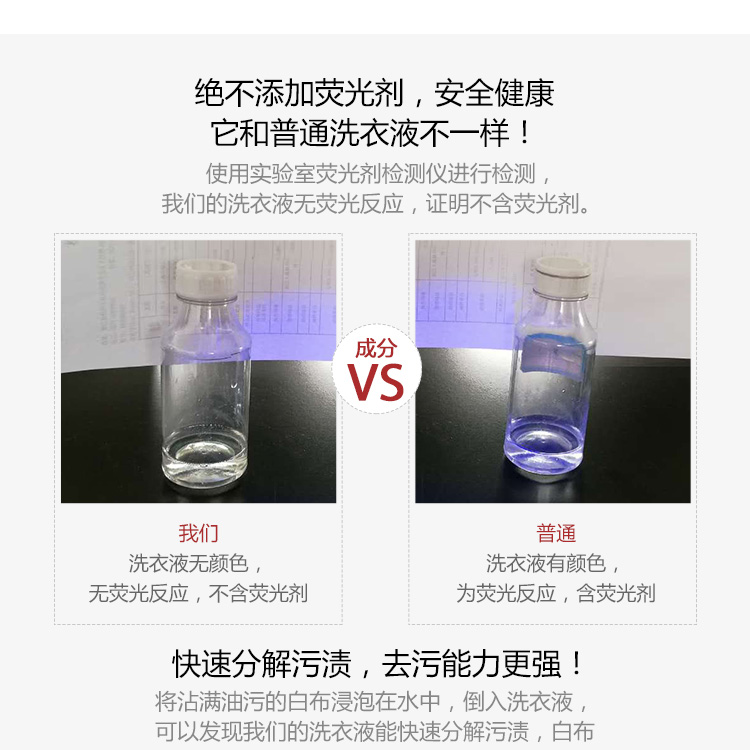 绝不添加荧光剂，安全健康
它和普通洗衣液不一样！
使用实验室荧光剂检测仪进行检测，
我们的洗衣液无荧光反应，证明不含荧光剂。
成分
VS
我们
洗衣液无颜色，
无荧光反应，不含荧光剂
普通
洗衣液有颜色，
为荧光反应，含荧光剂
快速分解污渍，去污能力更强！
将沾满油污的白布浸泡在水中，倒入洗衣液，
可以发现我们的洗衣液能快速分解污渍，白布